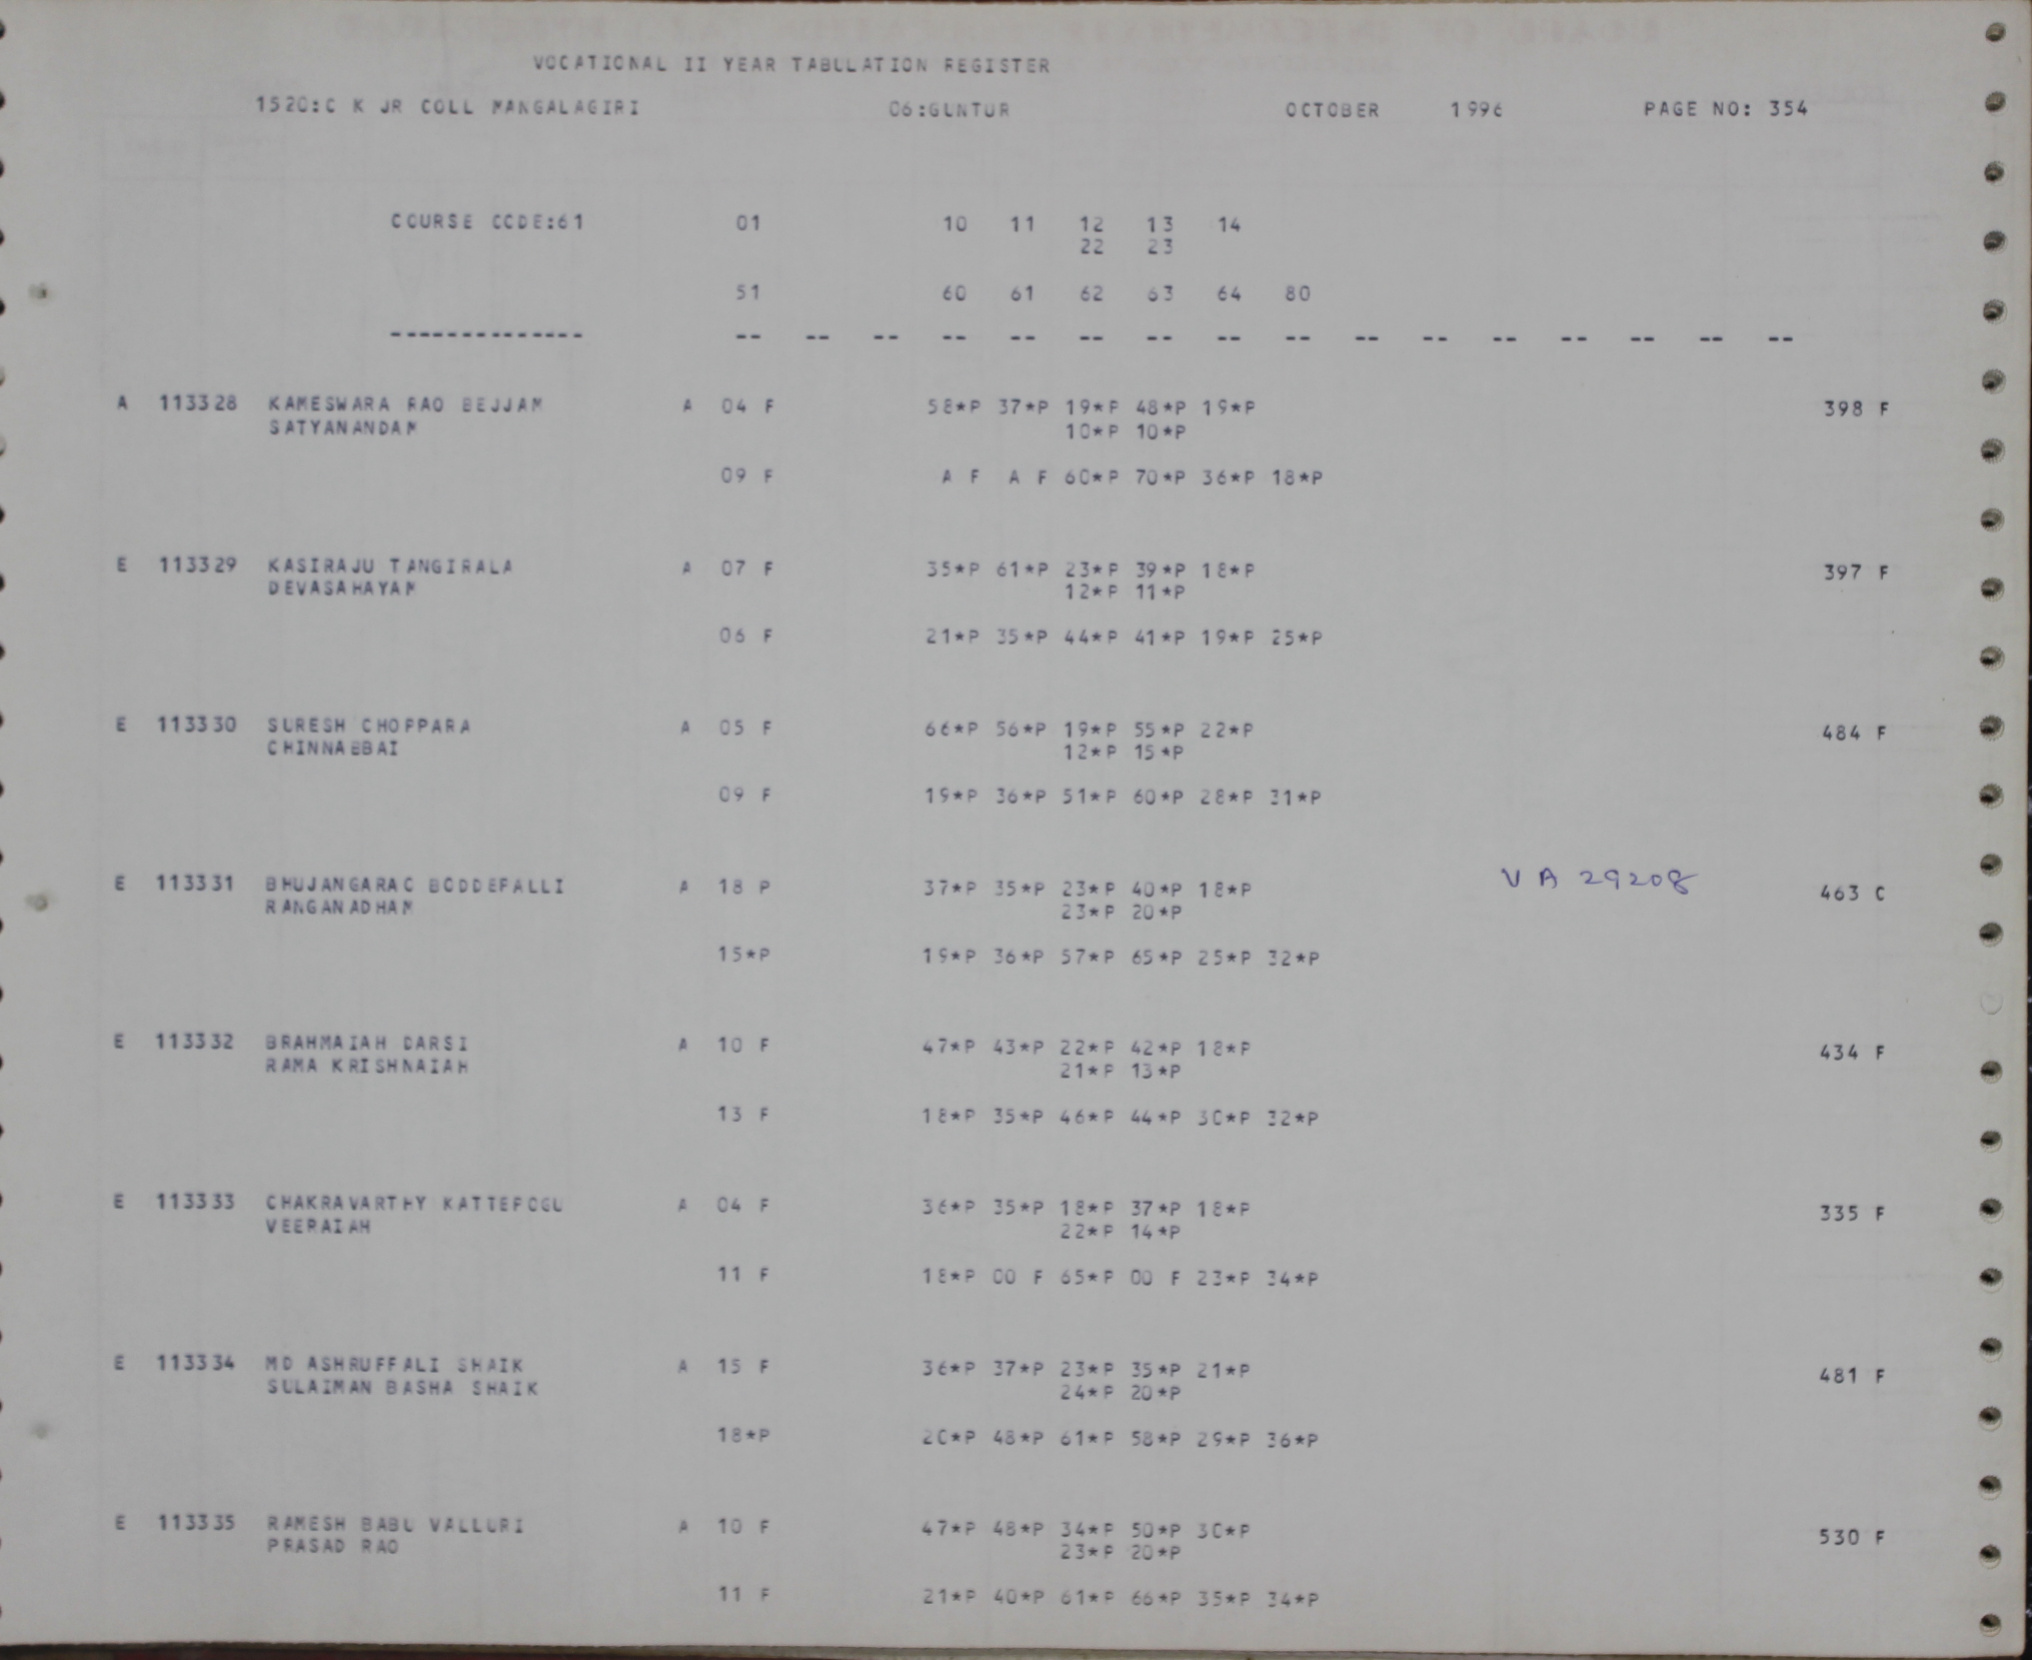 VOCATIONAL II YEAR TABULATION REGISTER
1520:C K JR COLL MANGALAGIRI 06:GUNTUR OCTOBER 1996 PAGE NO: 354
COURSE CODE:61 01 10 11 12 13 14
22 23
51 60 61 62 63 64 80
-------------- -- -- -- -- -- -- -- -- -- -- -- -- -- -- -- --
A 113328 KAMESWARA RAO BEJJAM A 04 F 58*P 37*P 19*P 48*P 19*P 398 F
SATYANANDAM 10*P 10*P
09 F A F A F 60*P 70*P 36*P 18*P
E 113329 KASIRAJU TANGIRALA A 07 F 35*P 61*P 23*P 39*P 18*P 397 F
DEVASAHAYAM 12*P 11*P
06 F 21*P 35*P 44*P 41*P 19*P 25*P
E 113330 SURESH CHOPPARA A 05 F 66*P 56*P 19*P 55*P 22*P 484 F
CHINNABBAI 12*P 15*P
09 F 19*P 36*P 51*P 60*P 28*P 31*P
E 113331 BHUJANGARAO BODDEPALLI A 18 P 37*P 35*P 23*P 40*P 18*P V A 29208 463 C
RANGANADHAM 23*P 20*P
15*P 19*P 36*P 57*P 65*P 25*P 32*P
E 113332 BRAHMAIAH DARSI A 10 F 47*P 43*P 22*P 42*P 18*P 434 F
RAMA KRISHNAIAH 21*P 13*P
13 F 18*P 35*P 46*P 44*P 30*P 32*P
E 113333 CHAKRAVARTHY KATTEPOGU A 04 F 36*P 35*P 18*P 37*P 18*P 335 F
VEERAIAH 22*P 14*P
11 F 18*P 00 F 65*P 00 F 23*P 34*P
E 113334 MD ASHRUFFALI SHAIK A 15 F 36*P 37*P 23*P 35*P 21*P 481 F
SULAIMAN BASHA SHAIK 24*P 20*P
18*P 20*P 48*P 61*P 58*P 29*P 36*P
E 113335 RAMESH BABU VALLURI A 10 F 47*P 48*P 34*P 50*P 30*P 530 F
PRASAD RAO 23*P 20*P
11 F 21*P 40*P 61*P 66*P 35*P 34*P